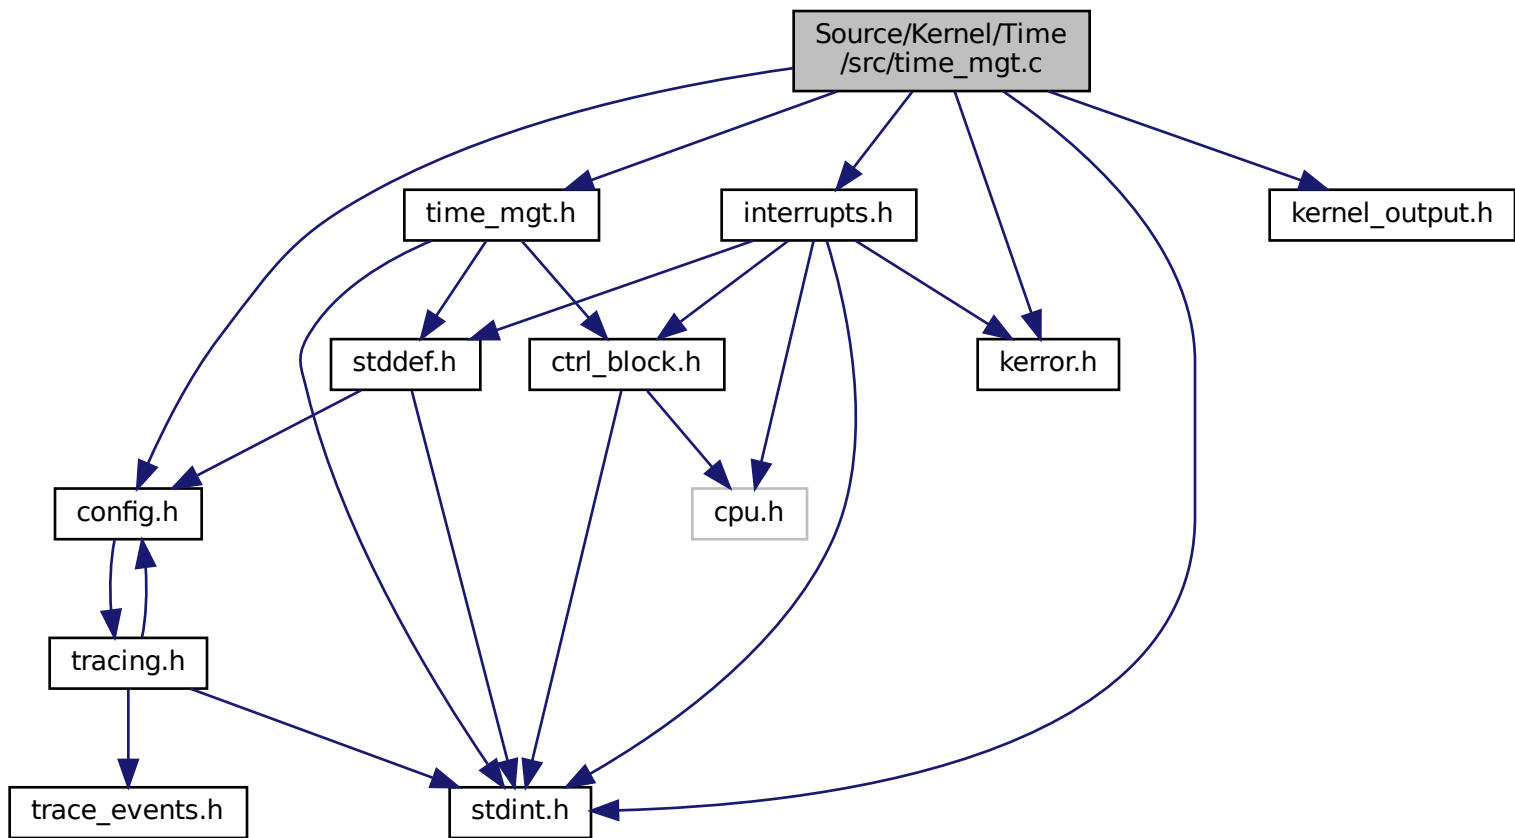 Source/Kernel/Time
/src/time_mgt.c
time_mgt.h
interrupts.h
kernel_output.h
stddef.h
ctrl_block.h
kerror.h
config.h
cpu.h
tracing.h
trace_events.h
stdint.h